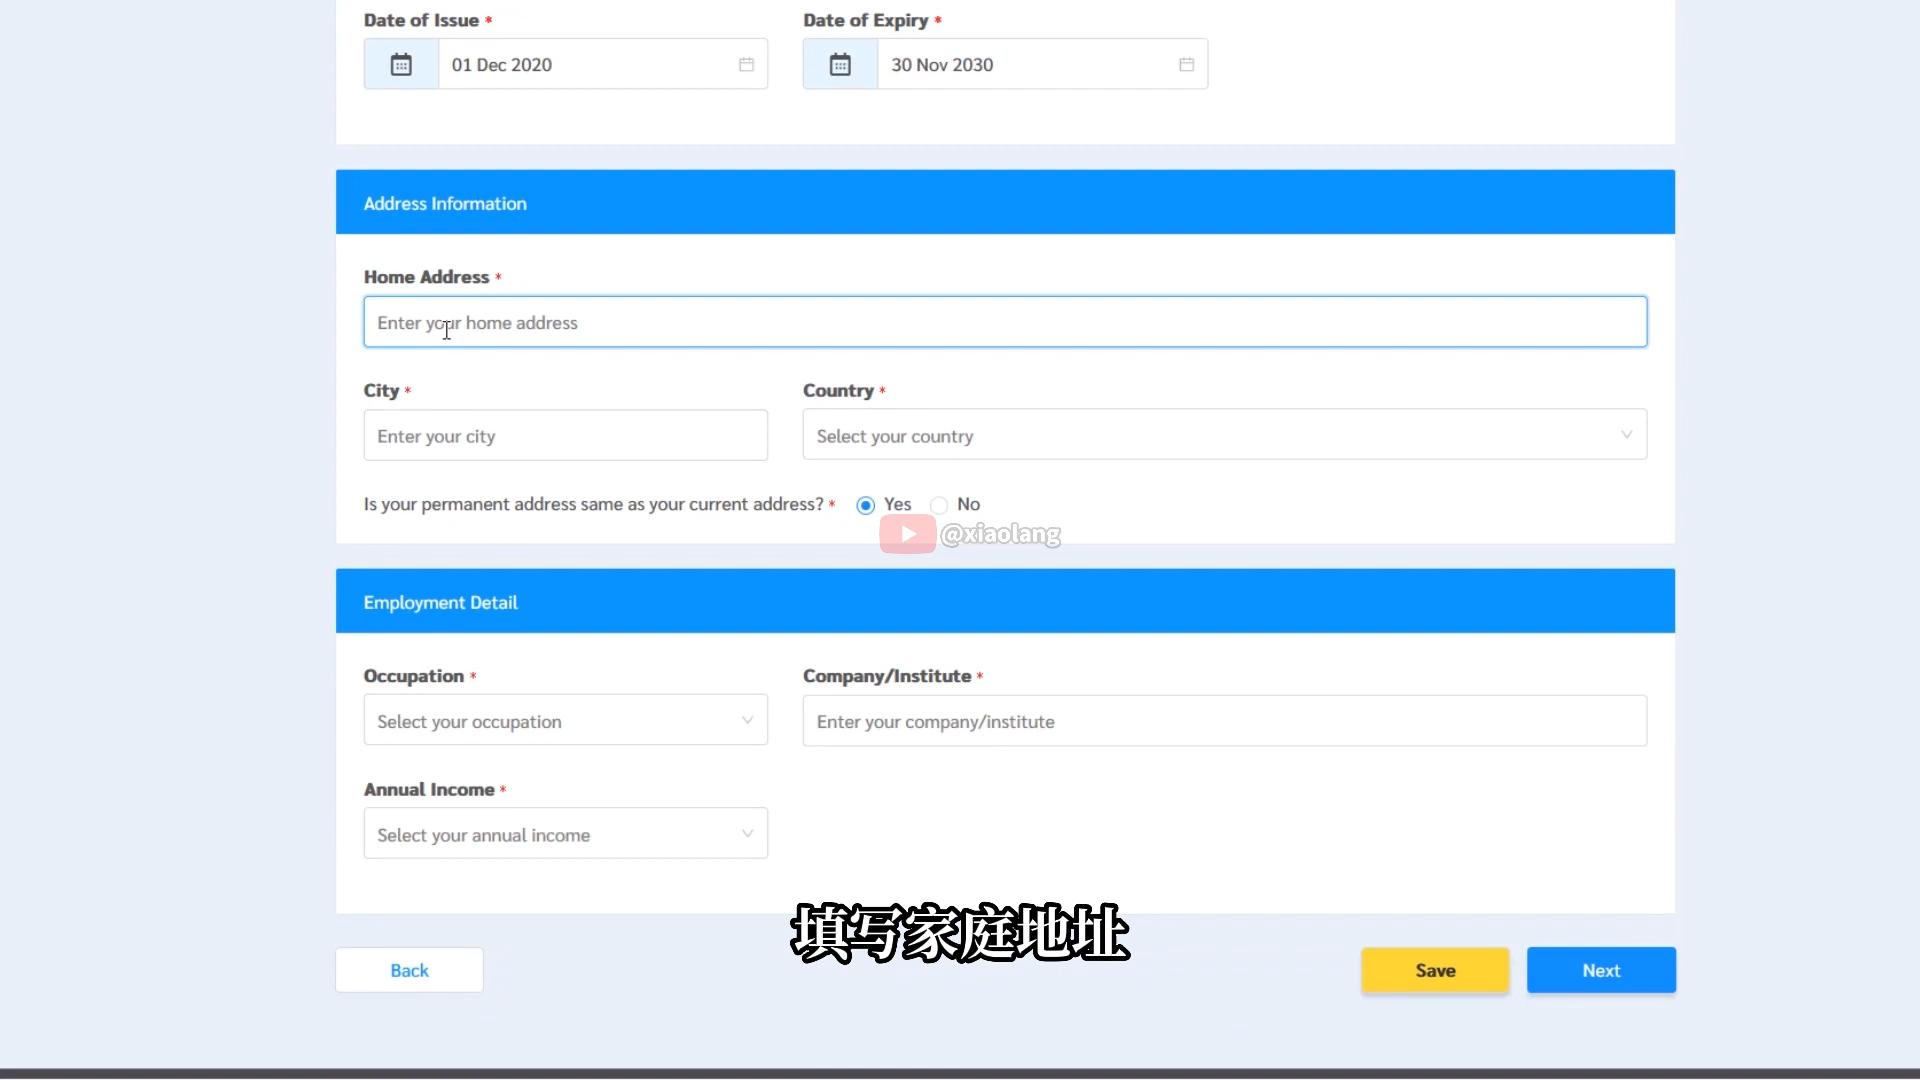 Date of Issue *
Date of Expiry *
01 Dec 2020
30 Nov 2030
Address Information
Home Address *
Enter your home address
City *
Country *
Enter your city
Select your country
Is your permanent address same as your current address? * Yes No
@xiaolang
Employment Detail
Occupation *
Company/Institute *
Select your occupation
Enter your company/institute
Annual Income *
Select your annual income
填写家庭地址
Back
Save
Next